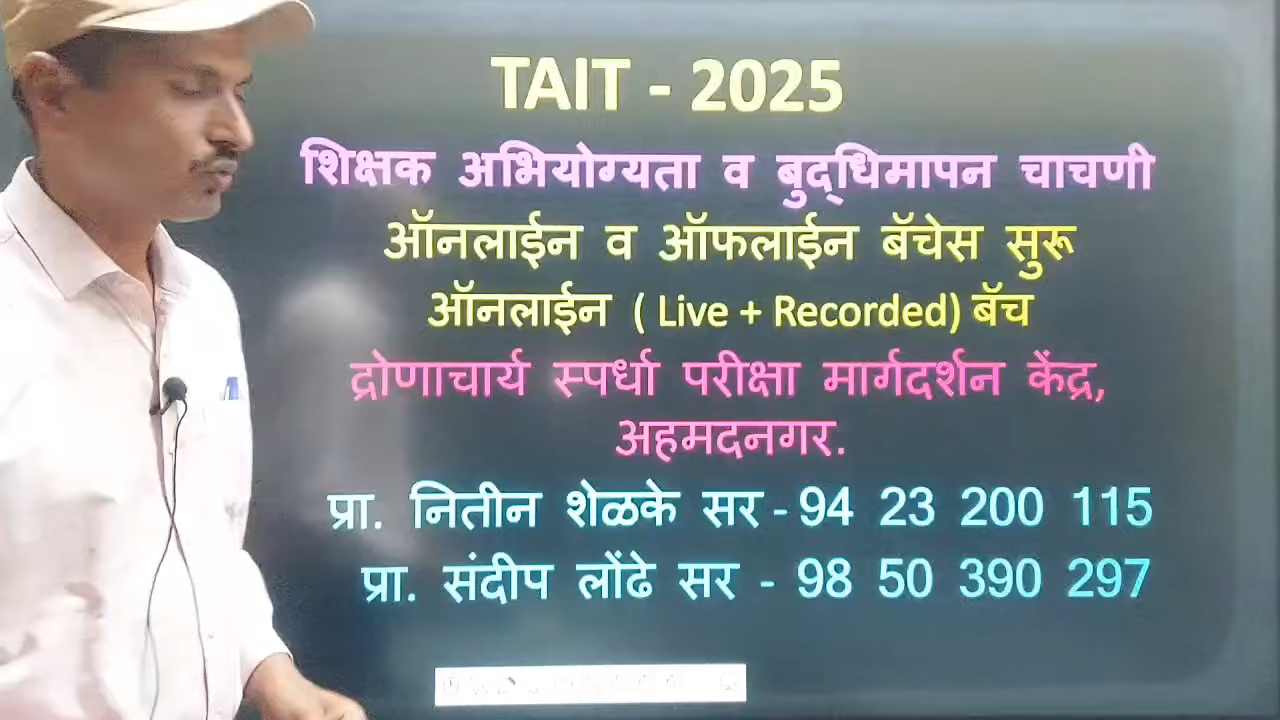 TAIT - 2025
शिक्षक अभियोग्यता व बुद्‌धिमापन चाचणी
ऑनलाईन व ऑफलाईन बॅचेस सुरू
ऑनलाईन ( Live + Recorded) बॅच
द्रोणाचार्य स्पर्धा परीक्षा मार्गदर्शन केंद्र,
अहमदनगर.
प्रा. नितीन शेळके सर - 94 23 200 115
प्रा. संदीप लोंढे सर - 98 50 390 297